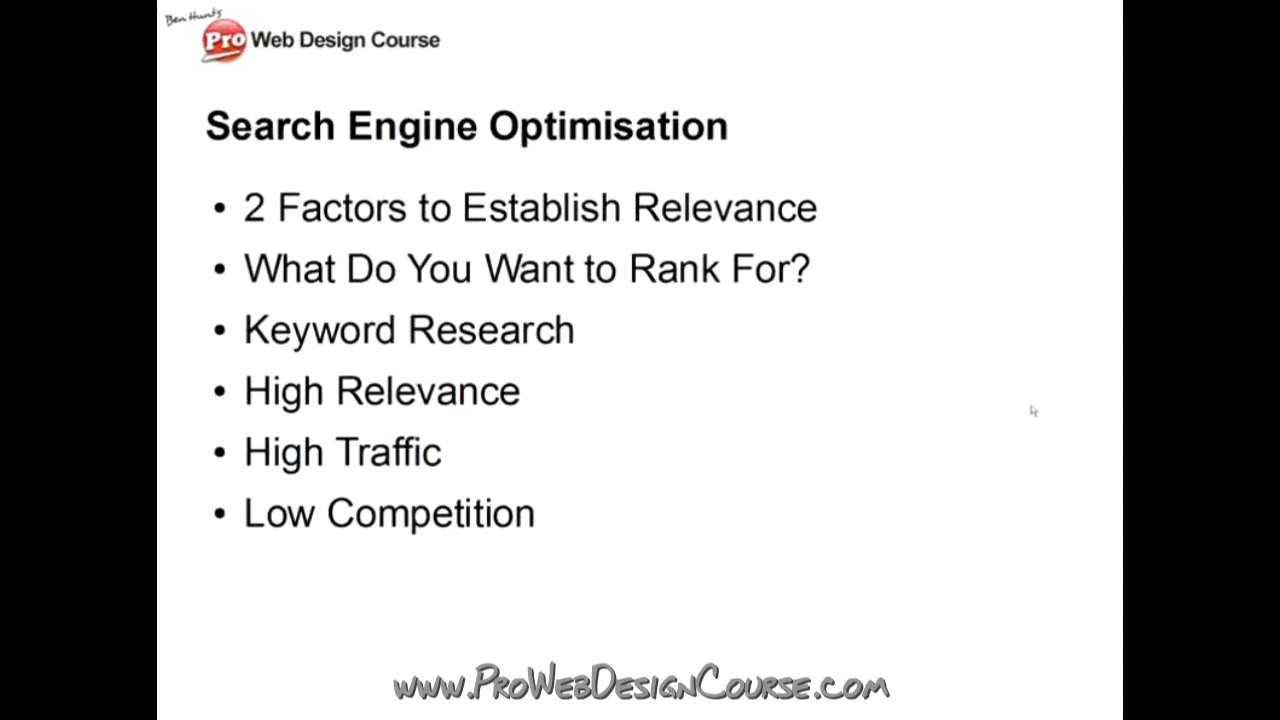 Ben Hunt's
Pro Web Design Course
Search Engine Optimisation
• 2 Factors to Establish Relevance
• What Do You Want to Rank For?
• Keyword Research
• High Relevance
• High Traffic
• Low Competition
www.ProWebDesignCourse.com